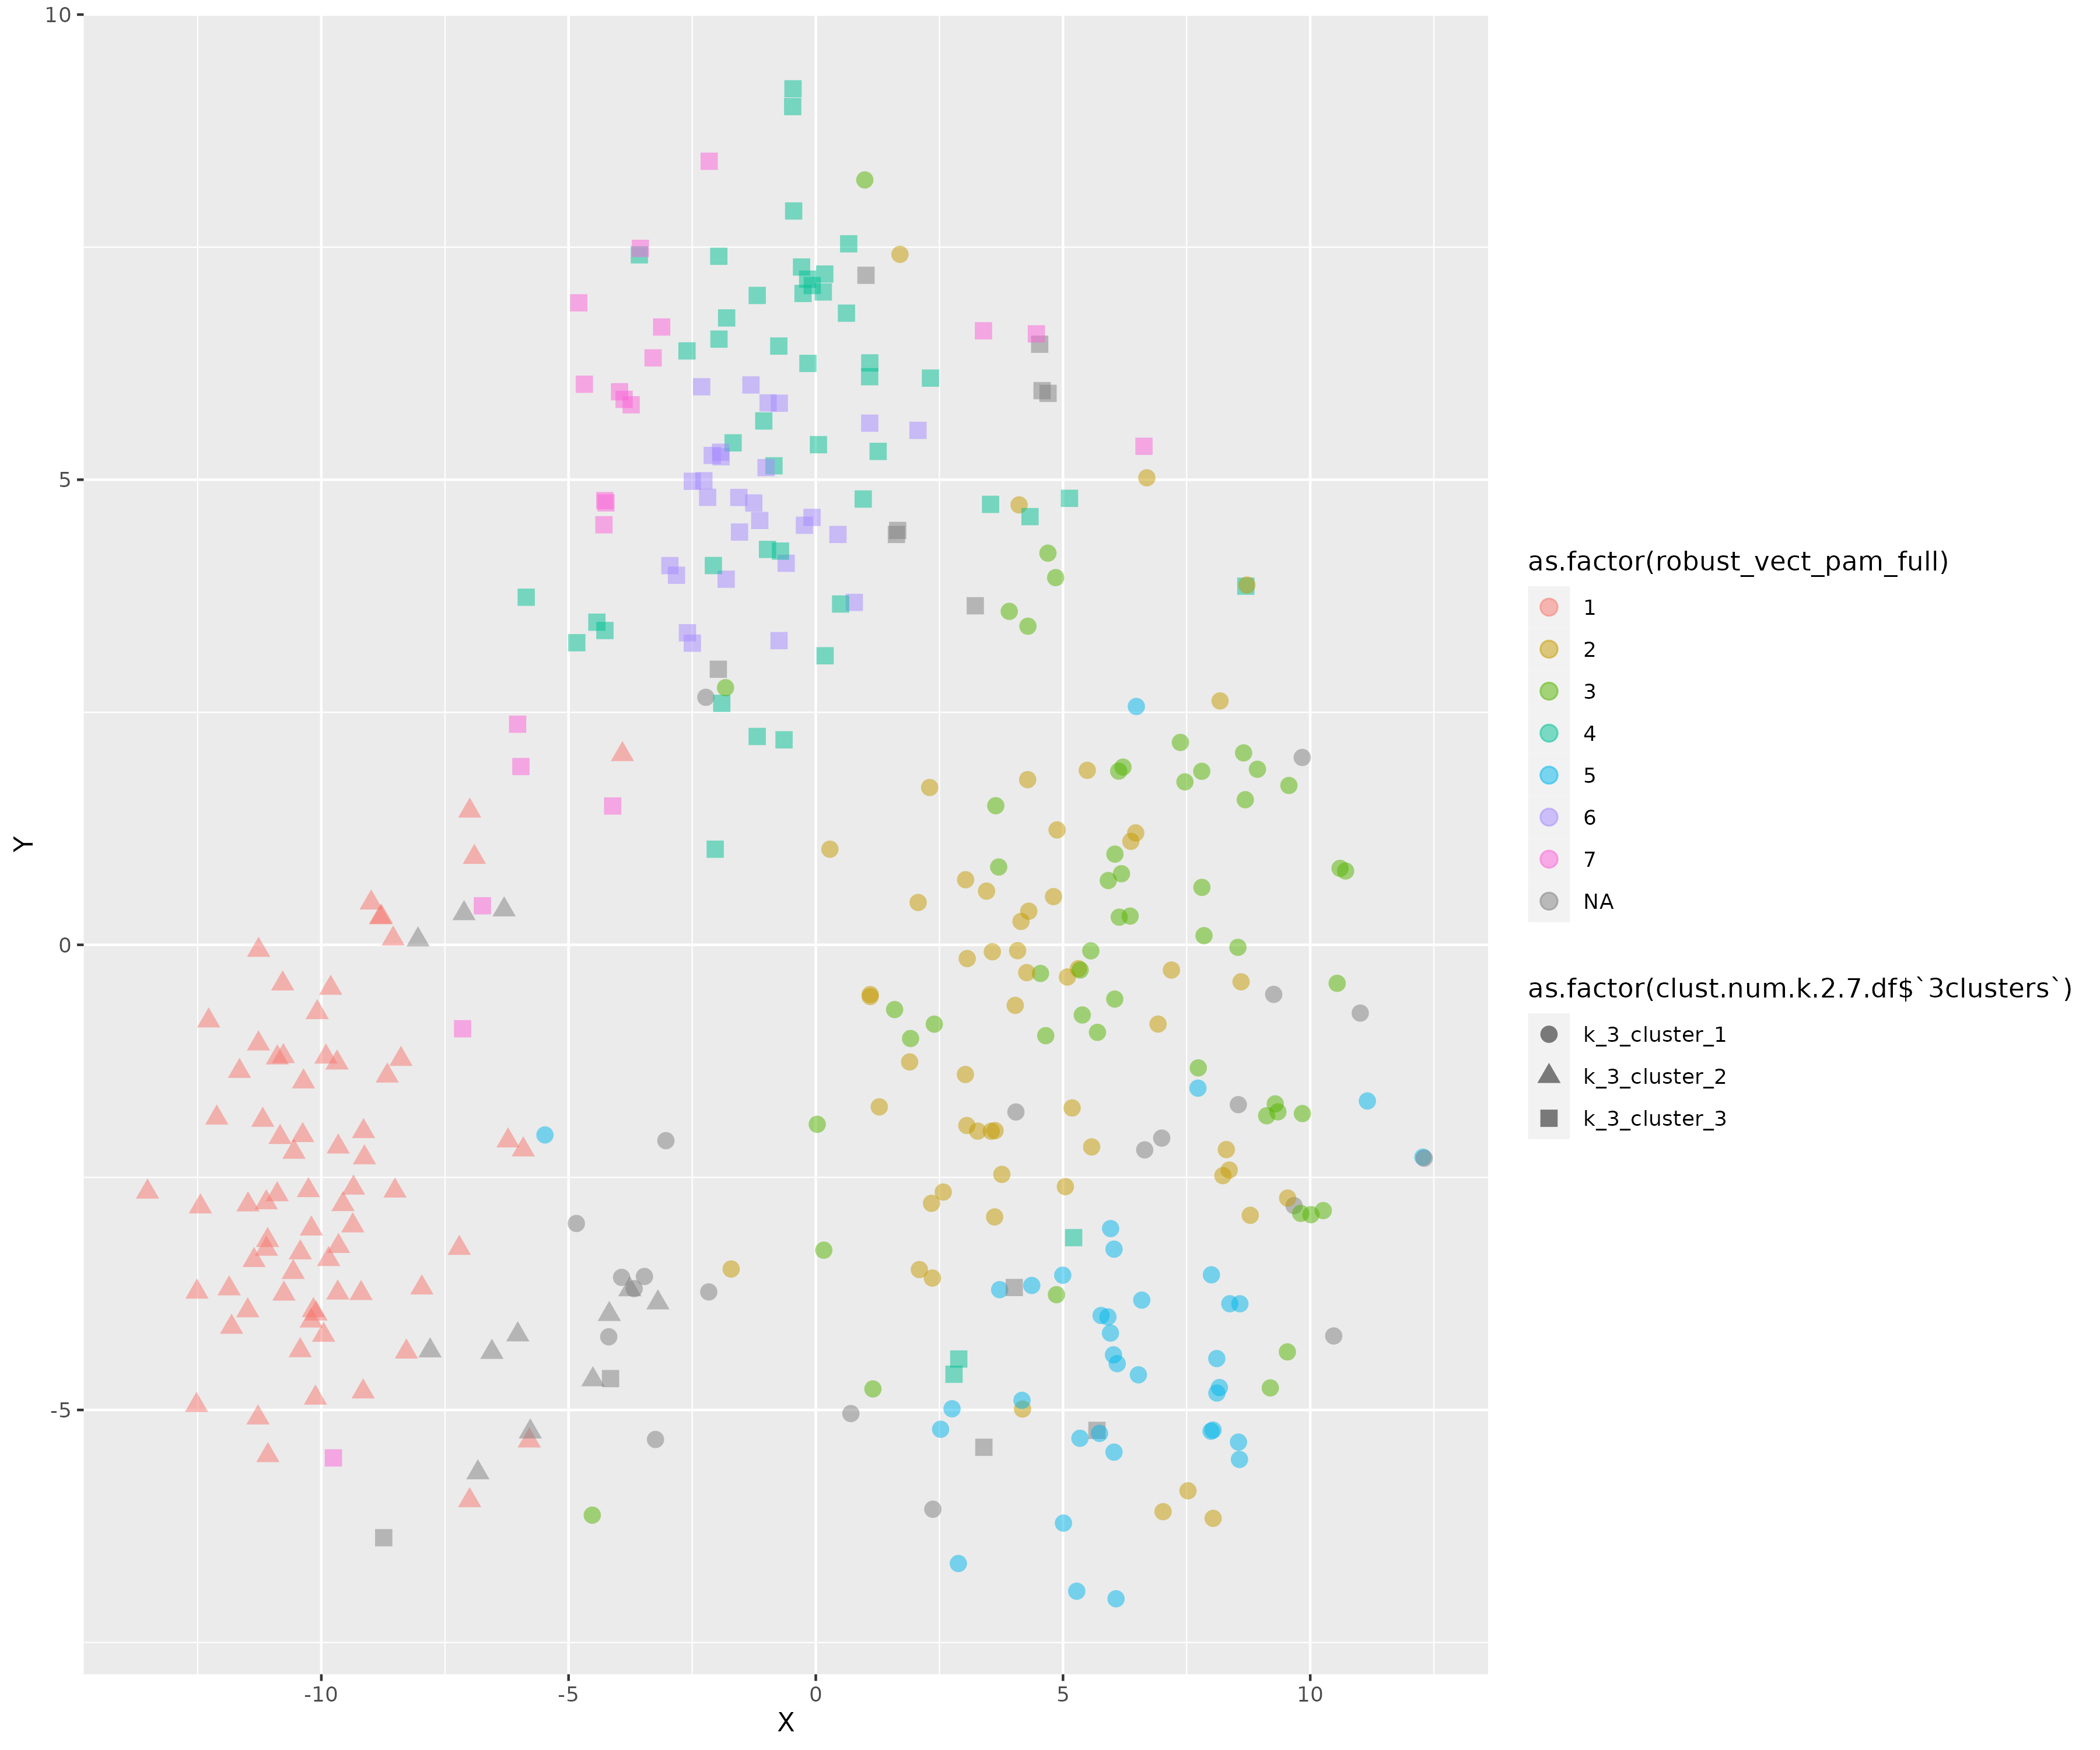 10
5
0
-5
Y
-10
-5
0
5
10
X
as.factor(robust_vect_pam_full)
1
2
3
4
5
6
7
NA
as.factor(clust.num.k.2.7.df$`3clusters`)
k_3_cluster_1
k_3_cluster_2
k_3_cluster_3